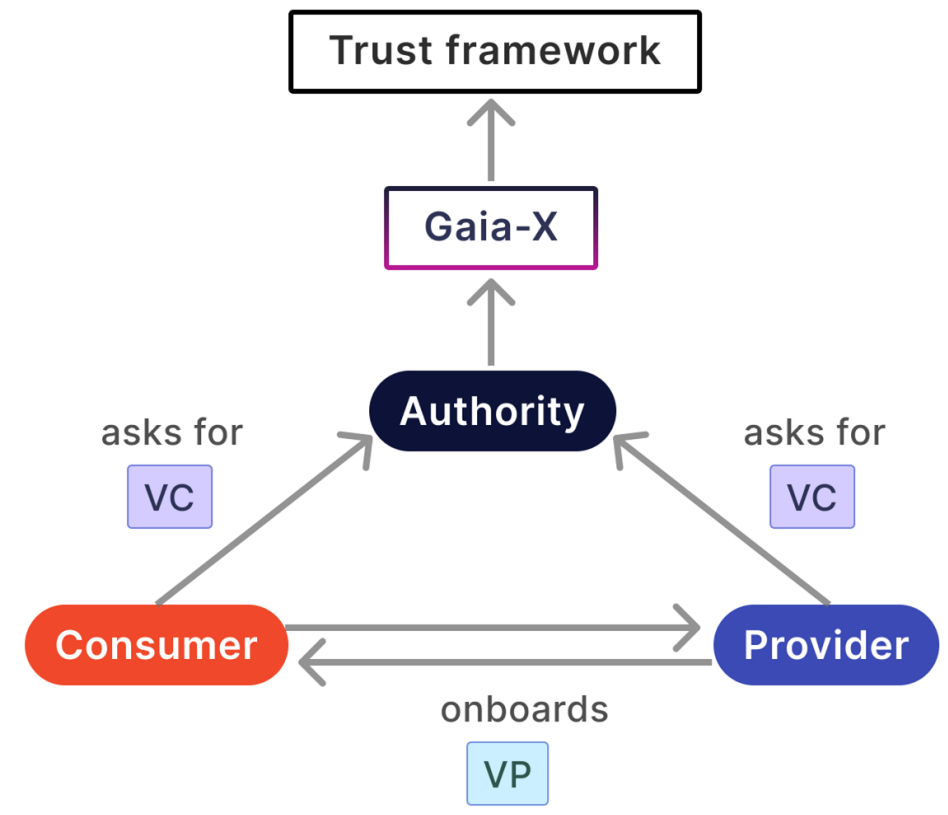 Trust framework
Gaia-X
Authority
asks for
VC
asks for
VC
Consumer
Provider
onboards
VP